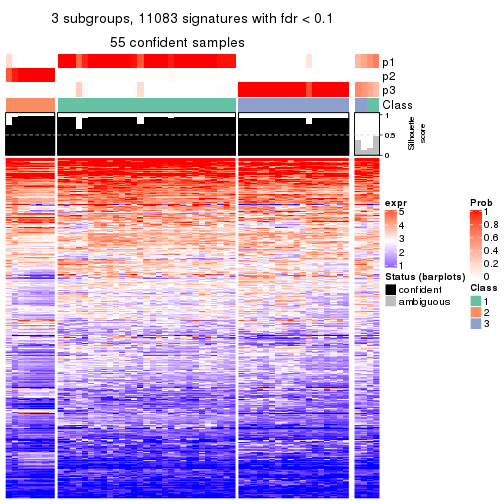 3 subgroups, 11083 signatures with fdr < 0.1
55 confident samples
p1
p2
p3
Class
1
0.5
0
Silhouette
score
expr
5
4
3
2
1
Status (barplots)
confident
ambiguous
Prob
1
0.8
0.6
0.4
0.2
0
Class
1
2
3